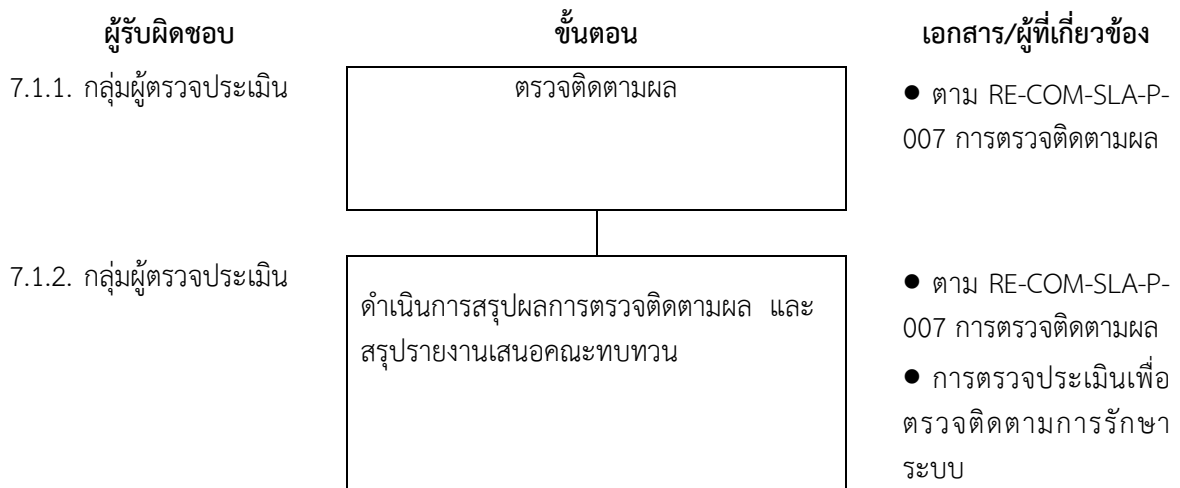 ผู้รับผิดชอบ ขั้นตอน เอกสาร/ผู้ที่เกี่ยวข้อง
7.1.1. กลุ่มผู้ตรวจประเมิน
ตรวจติดตามผล
● ตาม RE-COM-SLA-P-
007 การตรวจติดตามผล
7.1.2. กลุ่มผู้ตรวจประเมิน
ดำเนินการสรุปผลการตรวจติดตามผล และ
สรุปรายงานเสนอคณะทบทวน
● ตาม RE-COM-SLA-P-
007 การตรวจติดตามผล
● การตรวจประเมินเพื่อ
ตรวจติดตามการรักษา
ระบบ